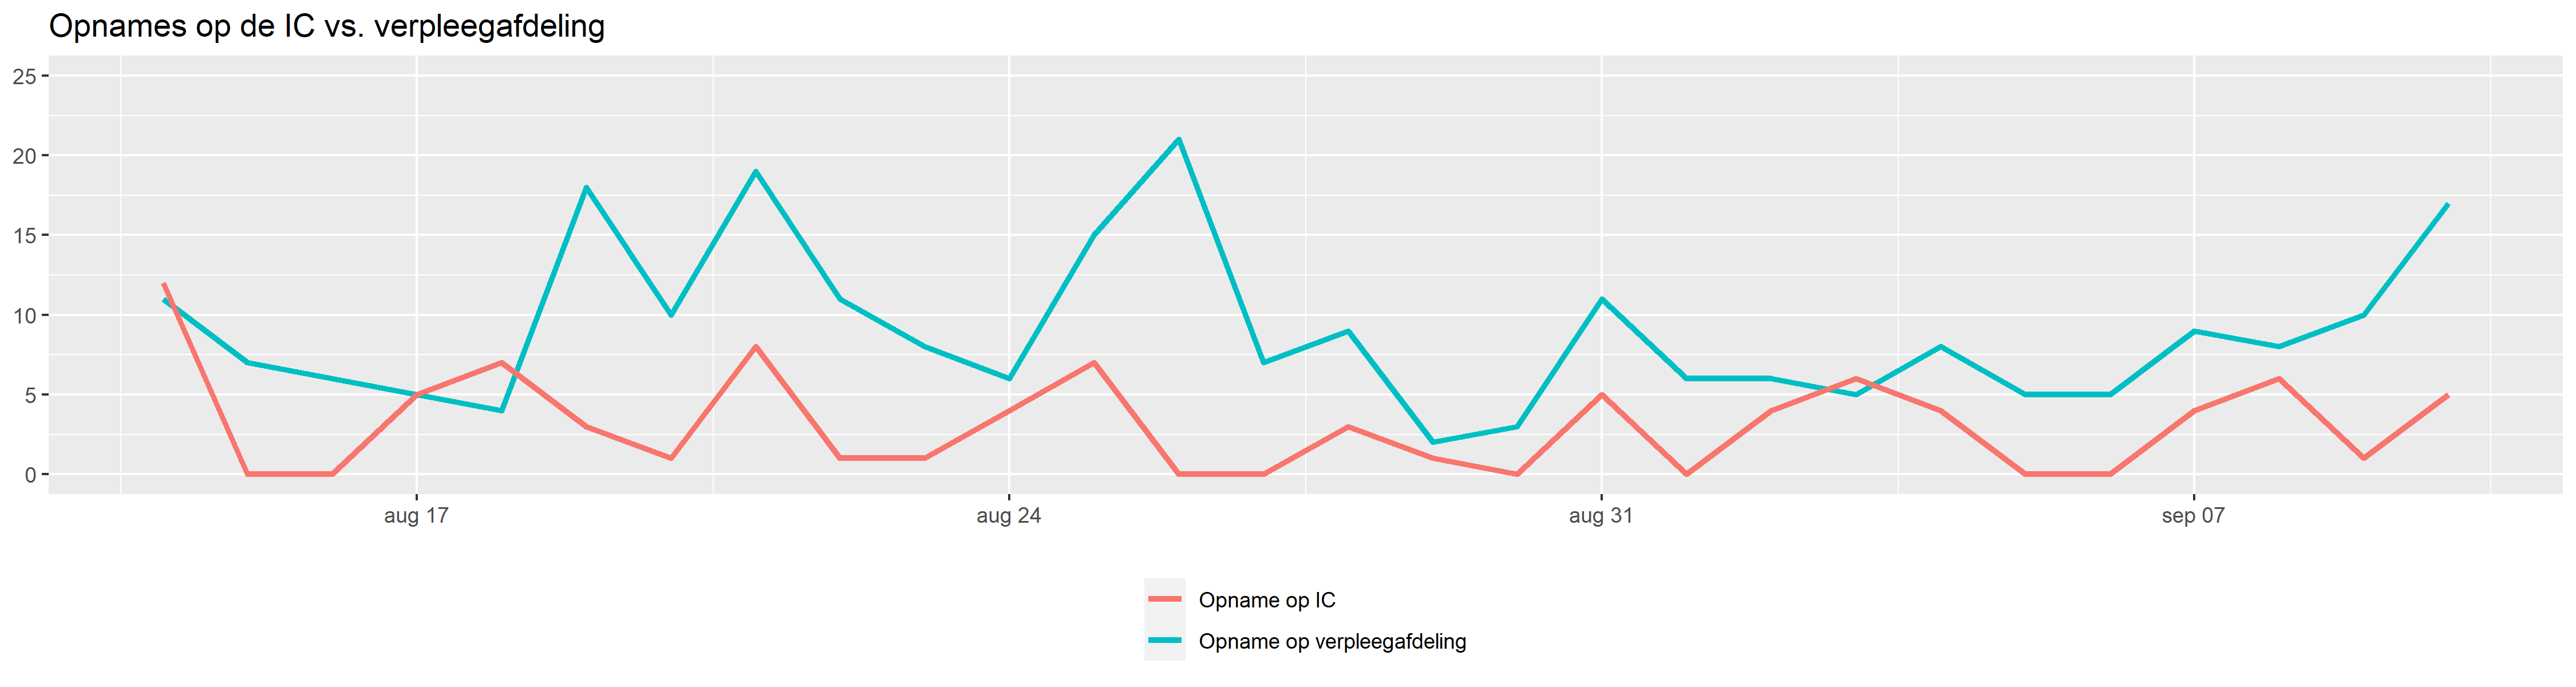 Opnames op de IC vs. verpleegafdeling
25
20
15
10
5
0
aug 17 aug 24 aug 31 sep 07
Opname op IC
Opname op verpleegafdeling